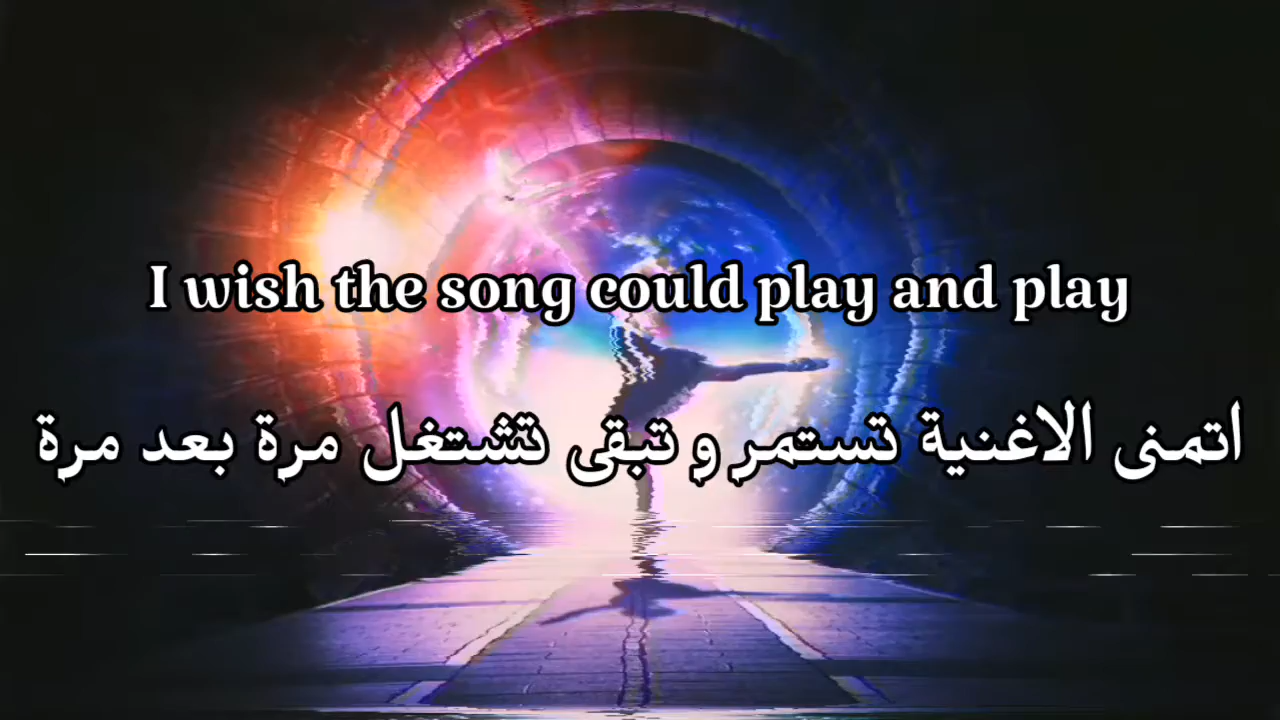 I wish the song could play and play
اتمنى الاغنية تستمر و تبقى تشتغل مرة بعد مرة